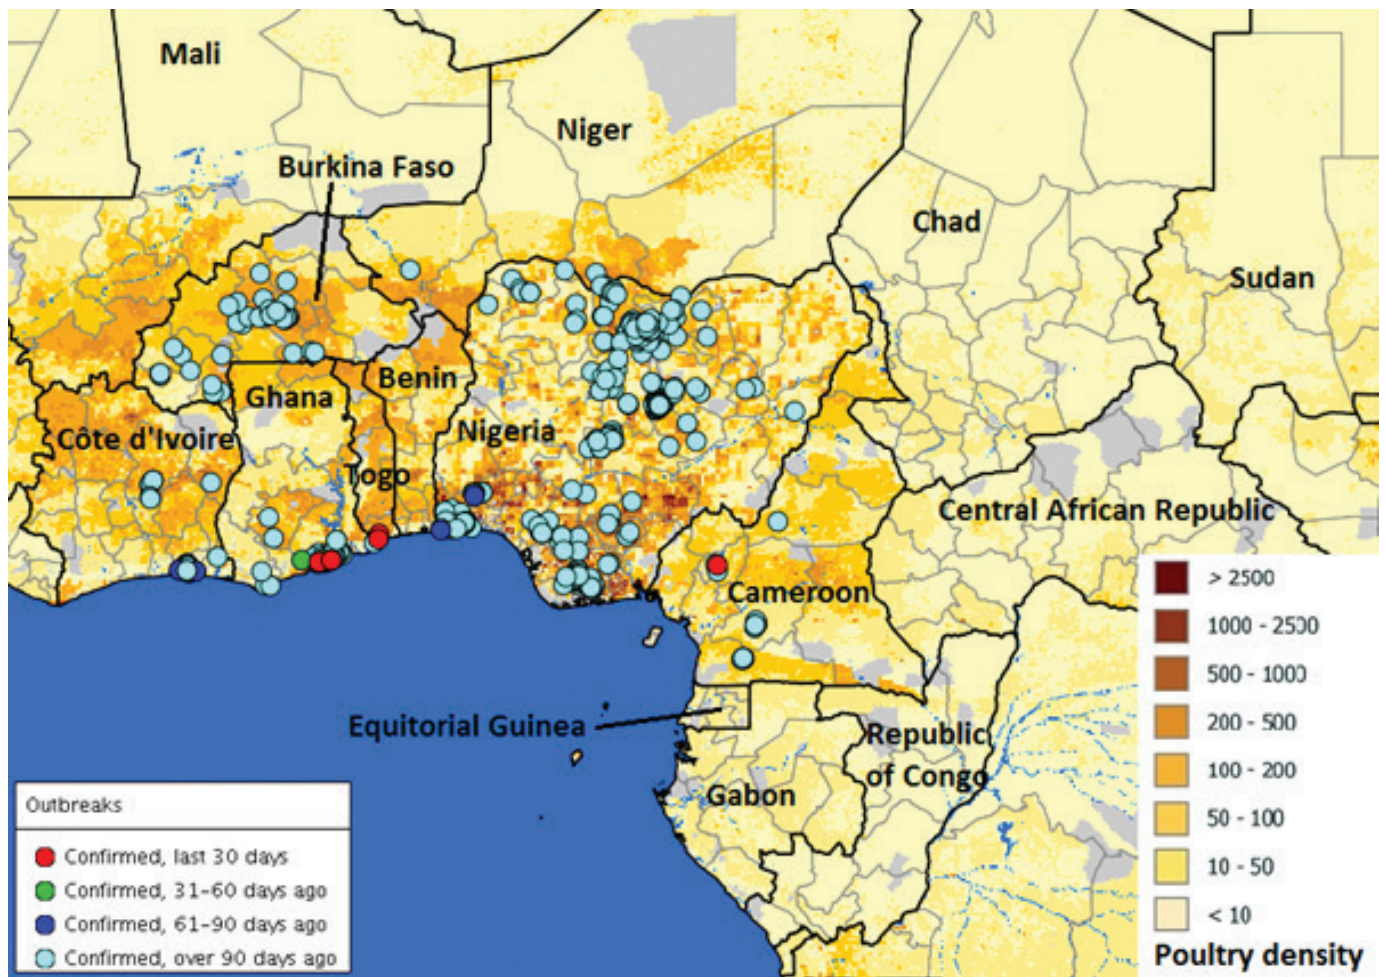 Mali
Niger
Burkina Faso
Chad
Sudan
Benin
Ghana
Nigeria
Côte d'Ivoire
Togo
Central African Republic
Cameroon
Equitorial Guinea
Republic
of Congo
Gabon
Outbreaks
Confirmed, last 30 days
Confirmed, 31-60 days ago
Confirmed, 61-90 days ago
Confirmed, over 90 days ago
> 2500
1000 - 2500
500 - 1000
200 - 500
100 - 200
50 - 100
10 - 50
< 10
Poultry density